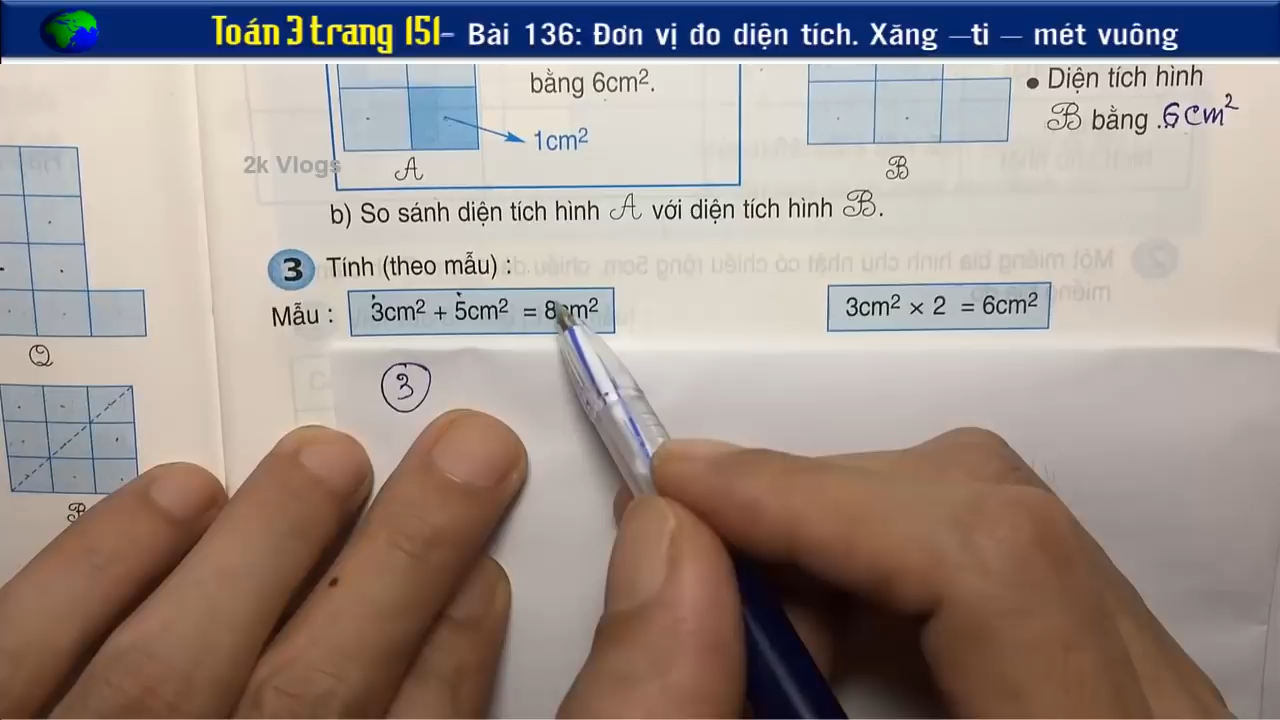 Toán 3 trang 151- Bài 136: Đơn vị đo diện tích. Xăng –ti – mét vuông
bằng 6cm².
1cm²
A
B
• Diện tích hình
B bằng ..6cm²
2k Vlogs
b) So sánh diện tích hình A với diện tích hình B.
3 Tính (theo mẫu) :
Mẫu : 3cm² + 5cm² = 8cm² 3cm² × 2 = 6cm²
3
Q
P